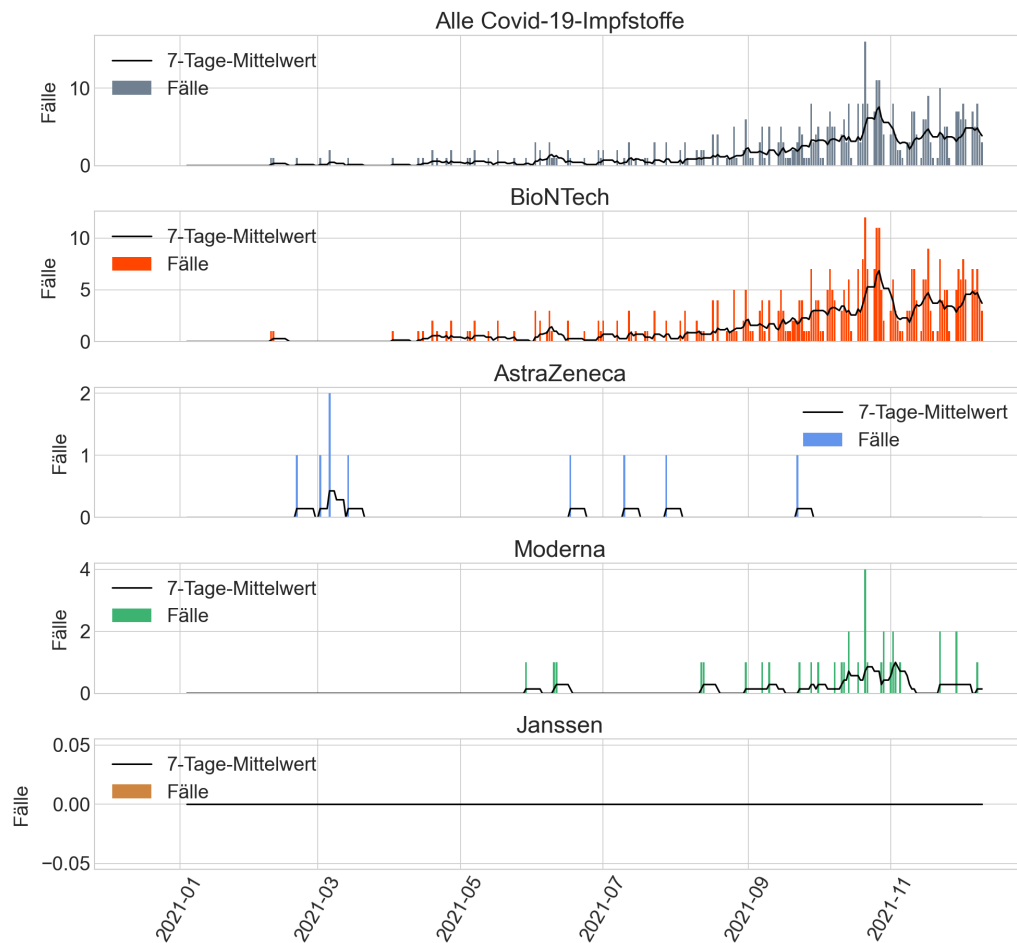 Alle Covid-19-Impfstoffe
7-Tage-Mittelwert
Fälle
Fälle
10
0
BioNTech
7-Tage-Mittelwert
Fälle
Fälle
10
5
0
AstraZeneca
7-Tage-Mittelwert
Fälle
Fälle
2
1
0
Moderna
7-Tage-Mittelwert
Fälle
Fälle
4
2
0
Janssen
7-Tage-Mittelwert
Fälle
Fälle
0.05
0.00
−0.05
2021-01
2021-03
2021-05
2021-07
2021-09
2021-11